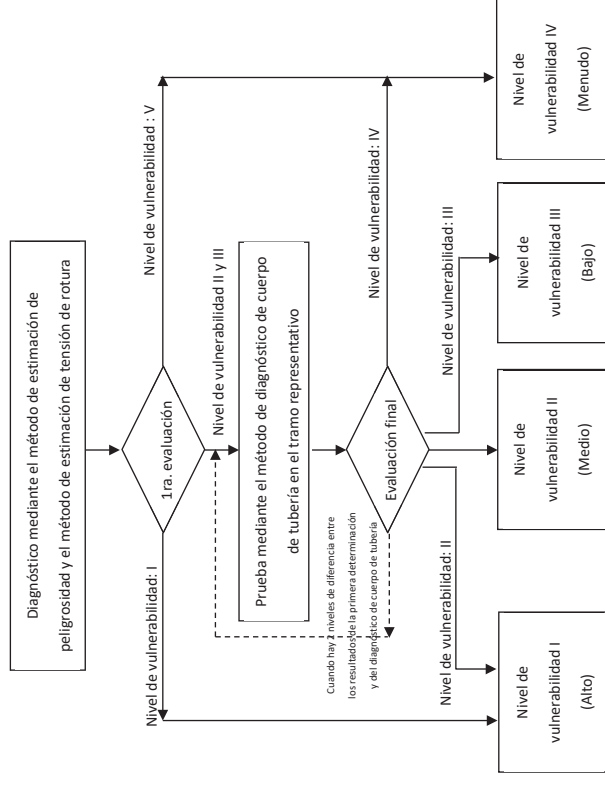 Diagnóstico mediante el método de estimación de
peligrosidad y el método de estimación de tensión de rotura
1ra. evaluación
Nivel de vulnerabilidad: I
Nivel de vulnerabilidad : V
Nivel de vulnerabilidad II y III
Prueba mediante el método de diagnóstico de cuerpo
de tubería en el tramo representativo
Cuando hay 2 niveles de diferencia entre
los resultados de la primera determinación
y del diagnóstico de cuerpo de tubería
Evaluación final
Nivel de vulnerabilidad: IV
Nivel de vulnerabilidad: II
Nivel de vulnerabilidad: III
Nivel de
vulnerabilidad I
(Alto)
Nivel de
vulnerabilidad II
(Medio)
Nivel de
vulnerabilidad III
(Bajo)
Nivel de
vulnerabilidad IV
(Menudo)